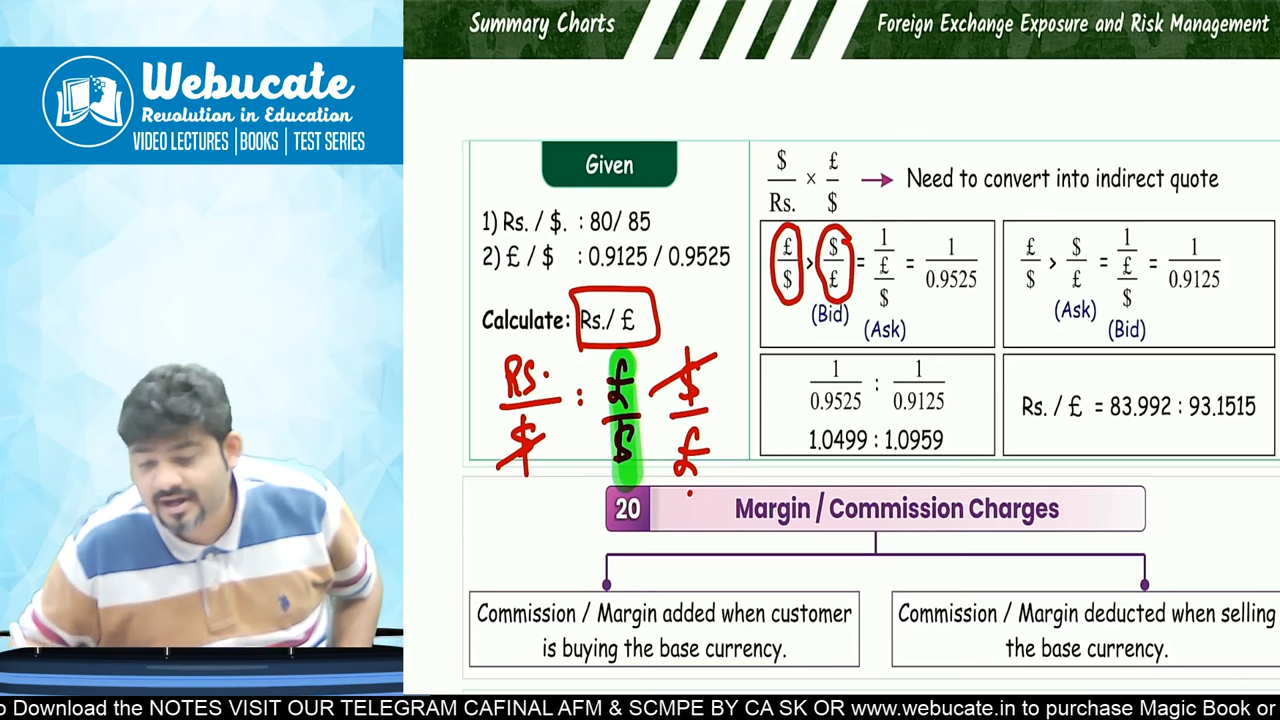 Summary Charts
Foreign Exchange Exposure and Risk Management
Webucate
Revolution in Education
VIDEO LECTURES | BOOKS | TEST SERIES
Given
1) Rs. / $. : 80/ 85
2) £ / $ : 0.9125 / 0.9525
Calculate: Rs./ £
Rs./$ : £/$ $/£
$/Rs. × £/$ → Need to convert into indirect quote
£/$ > $/£ = 1/(£/$) = 1/0.9525
(Bid)
(Ask)
£/$ > $/£ = 1/(£/$) = 1/0.9125
(Ask)
(Bid)
1/0.9525 : 1/0.9125
1.0499 : 1.0959
Rs. / £ = 83.992 : 93.1515
20 Margin / Commission Charges
Commission / Margin added when customer
is buying the base currency.
Commission / Margin deducted when selling
the base currency.
o Download the NOTES VISIT OUR TELEGRAM CAFINAL AFM & SCMPE BY CA SK OR www.webucate.in to purchase Magic Book or